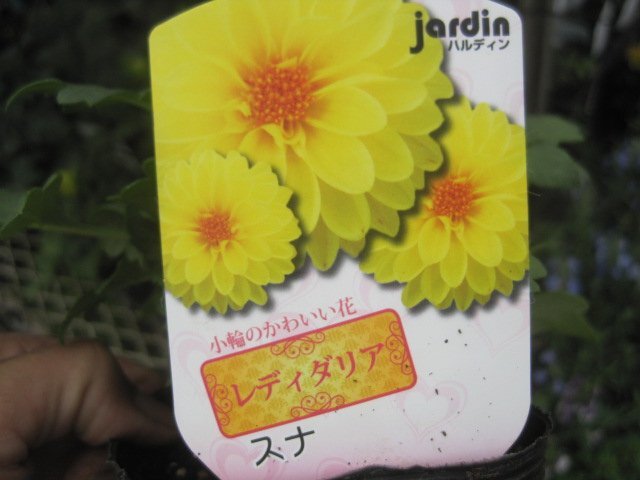 jardin
ハルディン
小輪のかわいい花
レディダリア
スナ